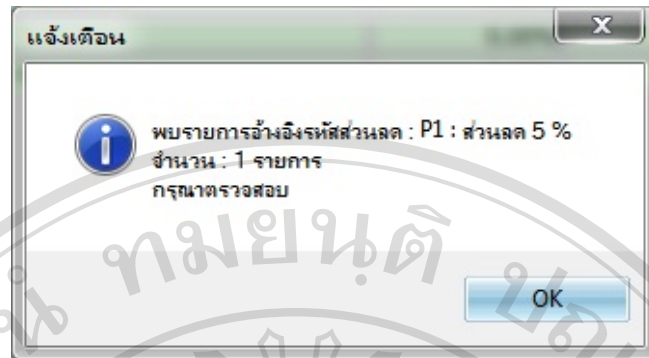 แจ้งเตือน
พบรายการอ้างอิงรหัสส่วนลด : P1 : ส่วนลด 5 %
จำนวน : 1 รายการ
กรุณาตรวจสอบ
OK